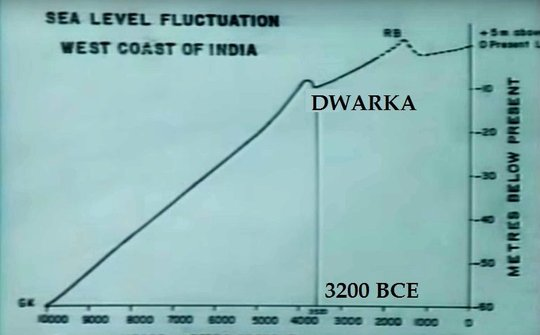 SEA LEVEL FLUCTUATION
WEST COAST OF INDIA
RB
+5m above
0 Present L
-10
DWARKA
-20
-30
-40
-50
-60
METRES BELOW PRESENT
3200 BCE
GK
10000 9000 8000 7000 6000 5000 4000 3520 2000 1000 0